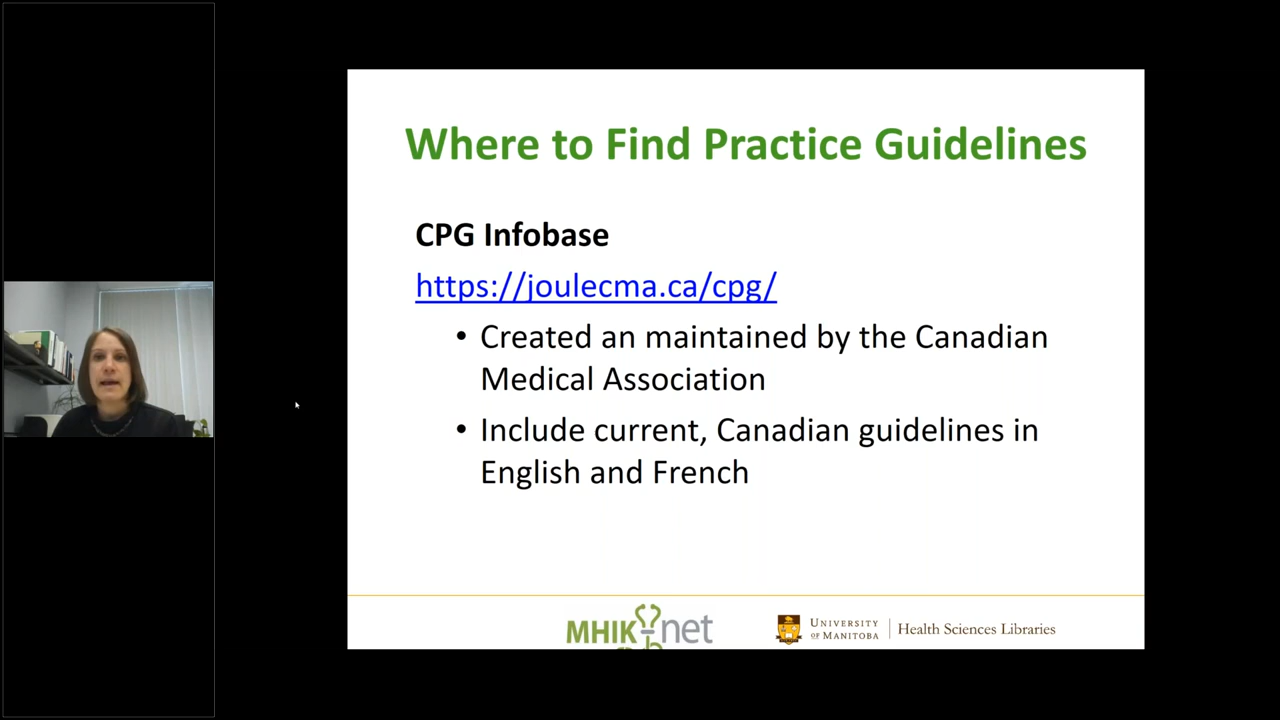 Where to Find Practice Guidelines
CPG Infobase
https://joulecma.ca/cpg/
• Created an maintained by the Canadian
Medical Association
• Include current, Canadian guidelines in
English and French
MHIK-net
UNIVERSITY
OF MANITOBA
Health Sciences Libraries